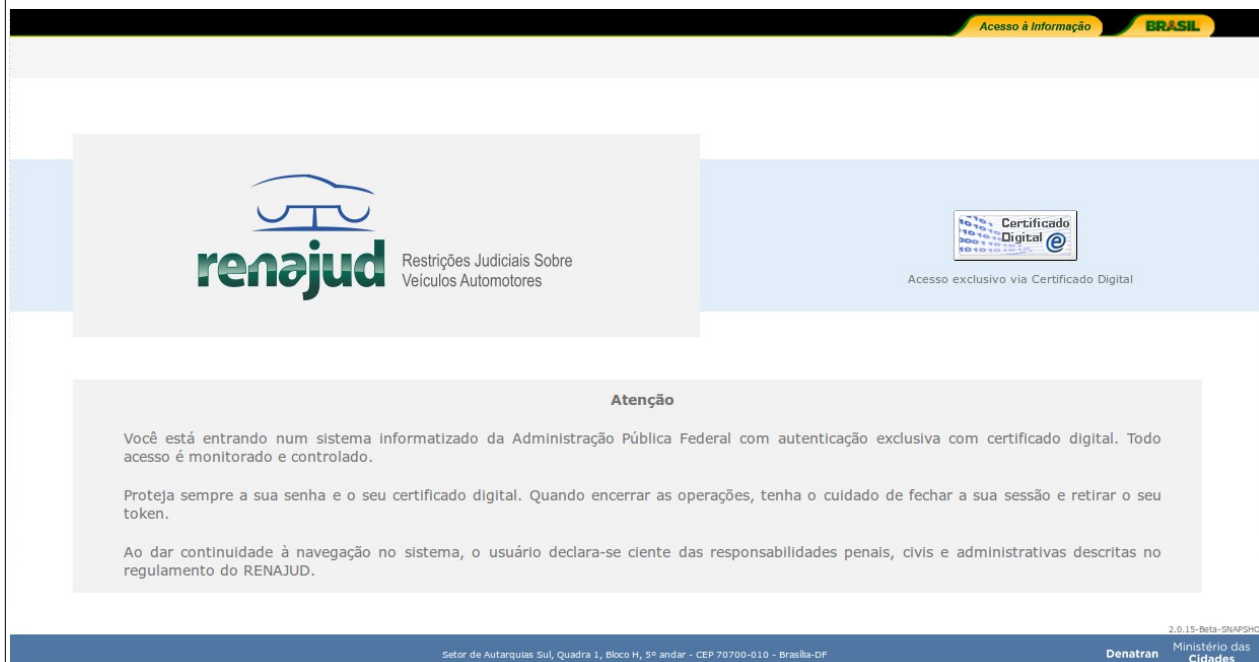 Acesso à Informação
BRASIL
renajud
Restrições Judiciais Sobre
Veículos Automotores
Certificado
Digital
Acesso exclusivo via Certificado Digital
Atenção
Você está entrando num sistema informatizado da Administração Pública Federal com autenticação exclusiva com certificado digital. Todo
acesso é monitorado e controlado.
Proteja sempre a sua senha e o seu certificado digital. Quando encerrar as operações, tenha o cuidado de fechar a sua sessão e retirar o seu
token.
Ao dar continuidade à navegação no sistema, o usuário declara-se ciente das responsabilidades penais, civis e administrativas descritas no
regulamento do RENAJUD.
2.0.15-Beta-SNAPSHO
Setor de Autarquias Sul, Quadra 1, Bloco H, 5º andar - CEP 70700-010 - Brasília-DF
Denatran
Ministério das
Cidades